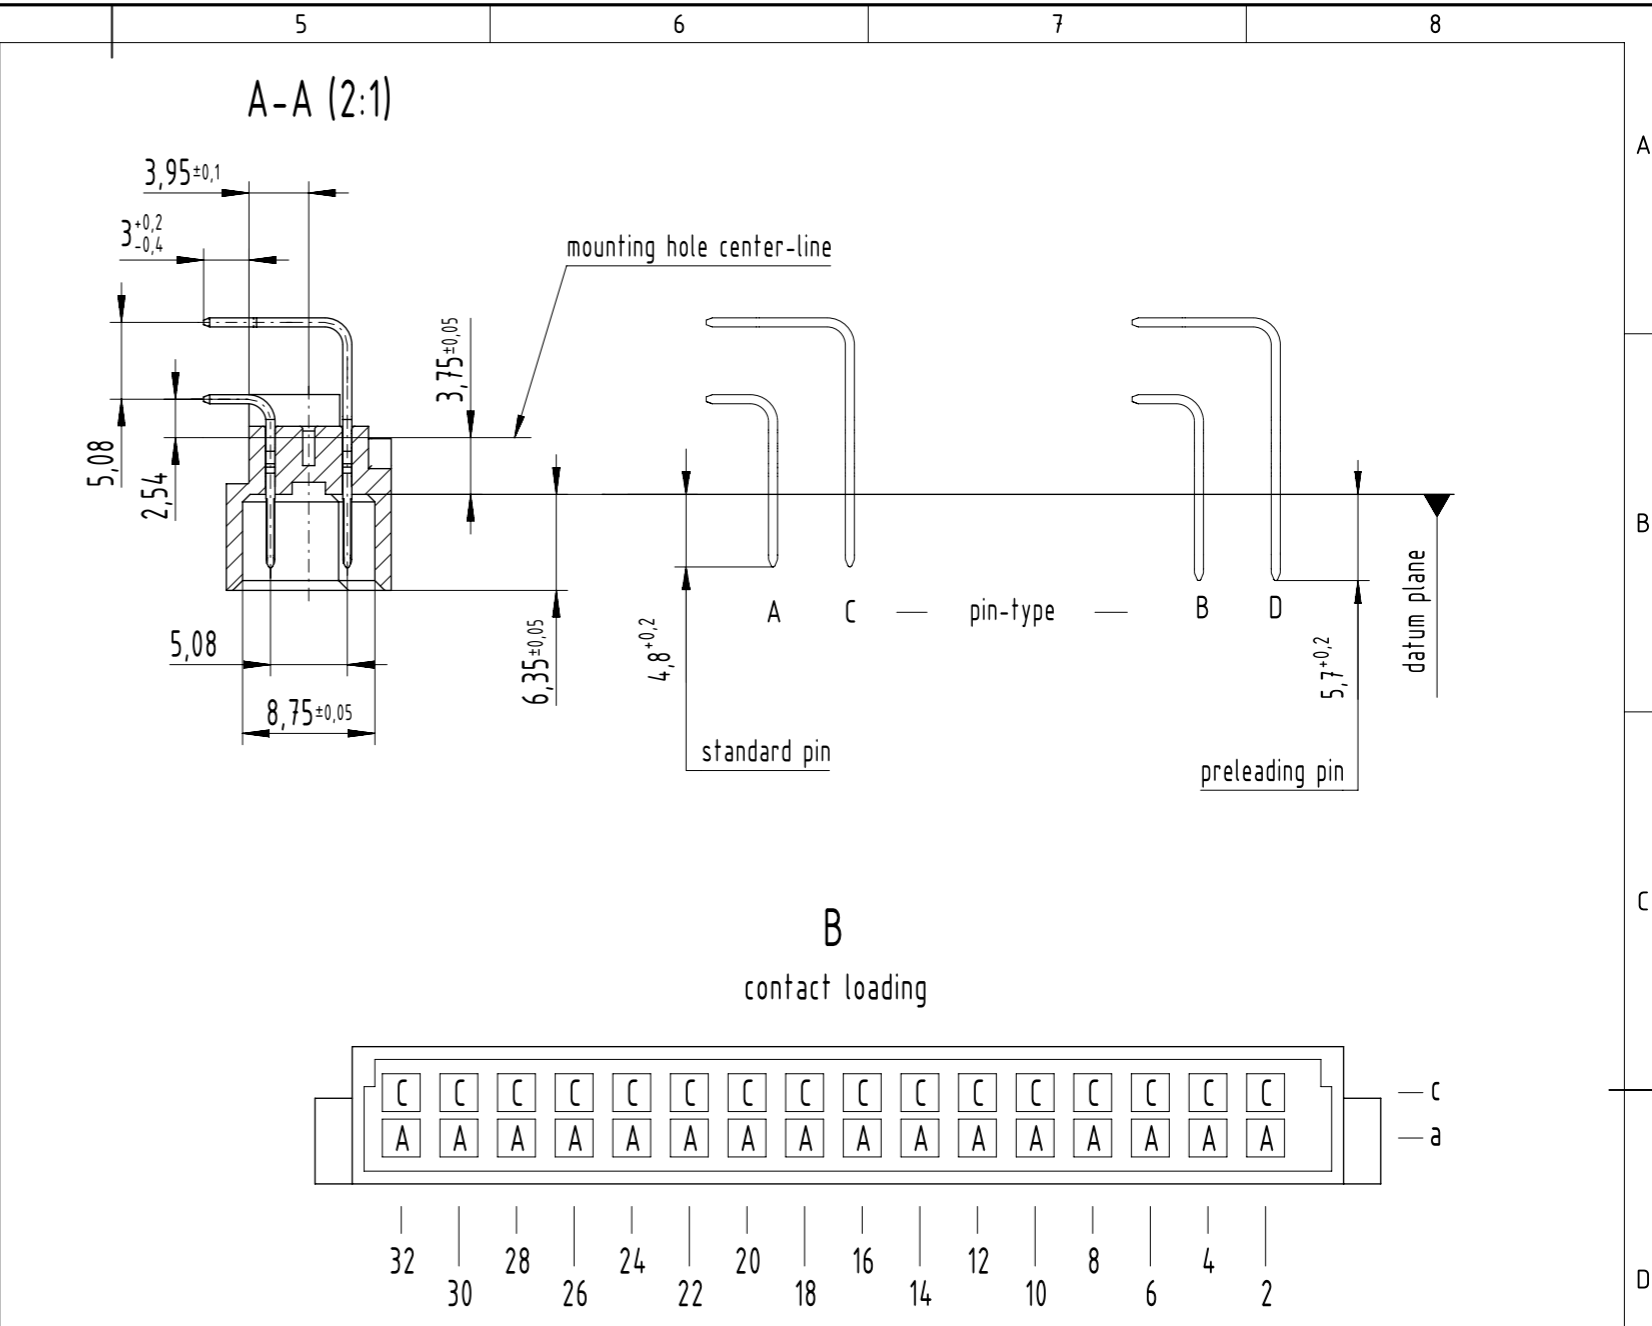 5 6 7 8
A
B
C
D
A-A (2:1)
3,95±0,1
3+0,2 -0,4
mounting hole center-line
3,75±0,05
5,08
2,54
5,08
8,75±0,05
6,35±0,05
4,8+0,2
standard pin
A C — pin-type — B D
5,7+0,2
preleading pin
datum plane
B
contact loading
C C C C C C C C C C C C C C C C — c
A A A A A A A A A A A A A A A A — a
32 28 24 20 16 12 8 4
30 26 22 18 14 10 6 2